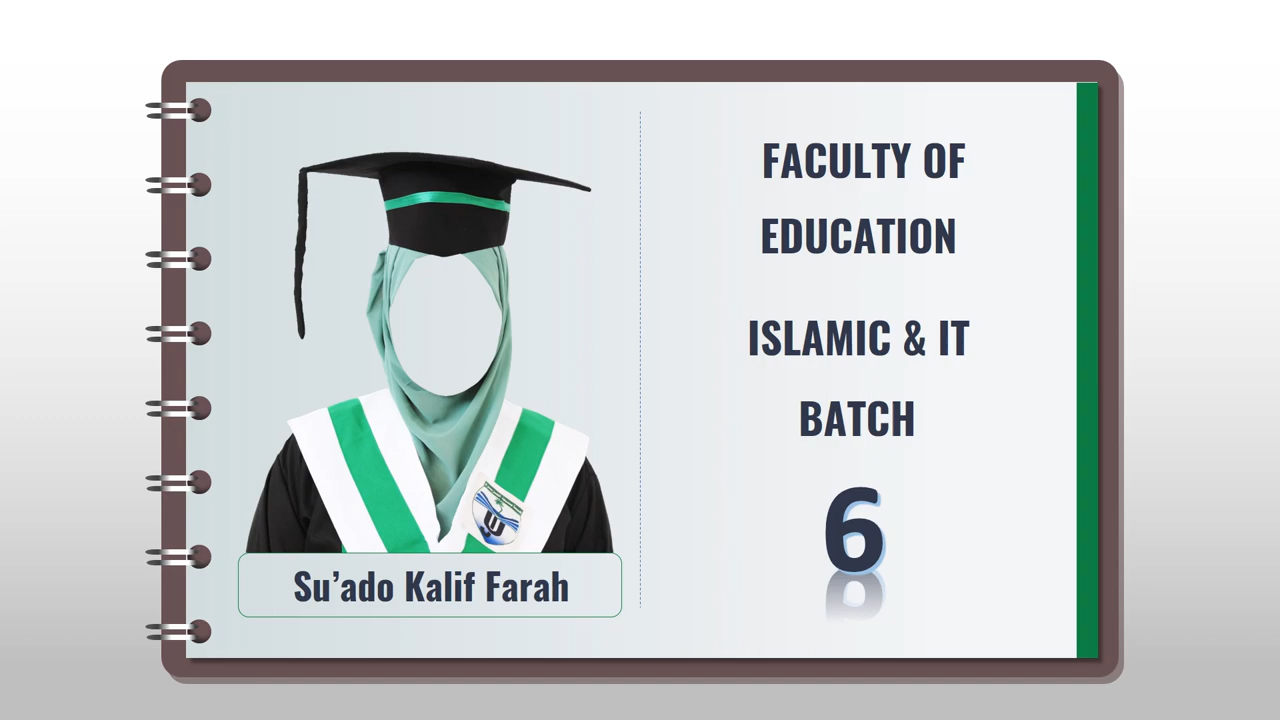 FACULTY OF
EDUCATION
ISLAMIC & IT
BATCH
6
Su’ado Kalif Farah